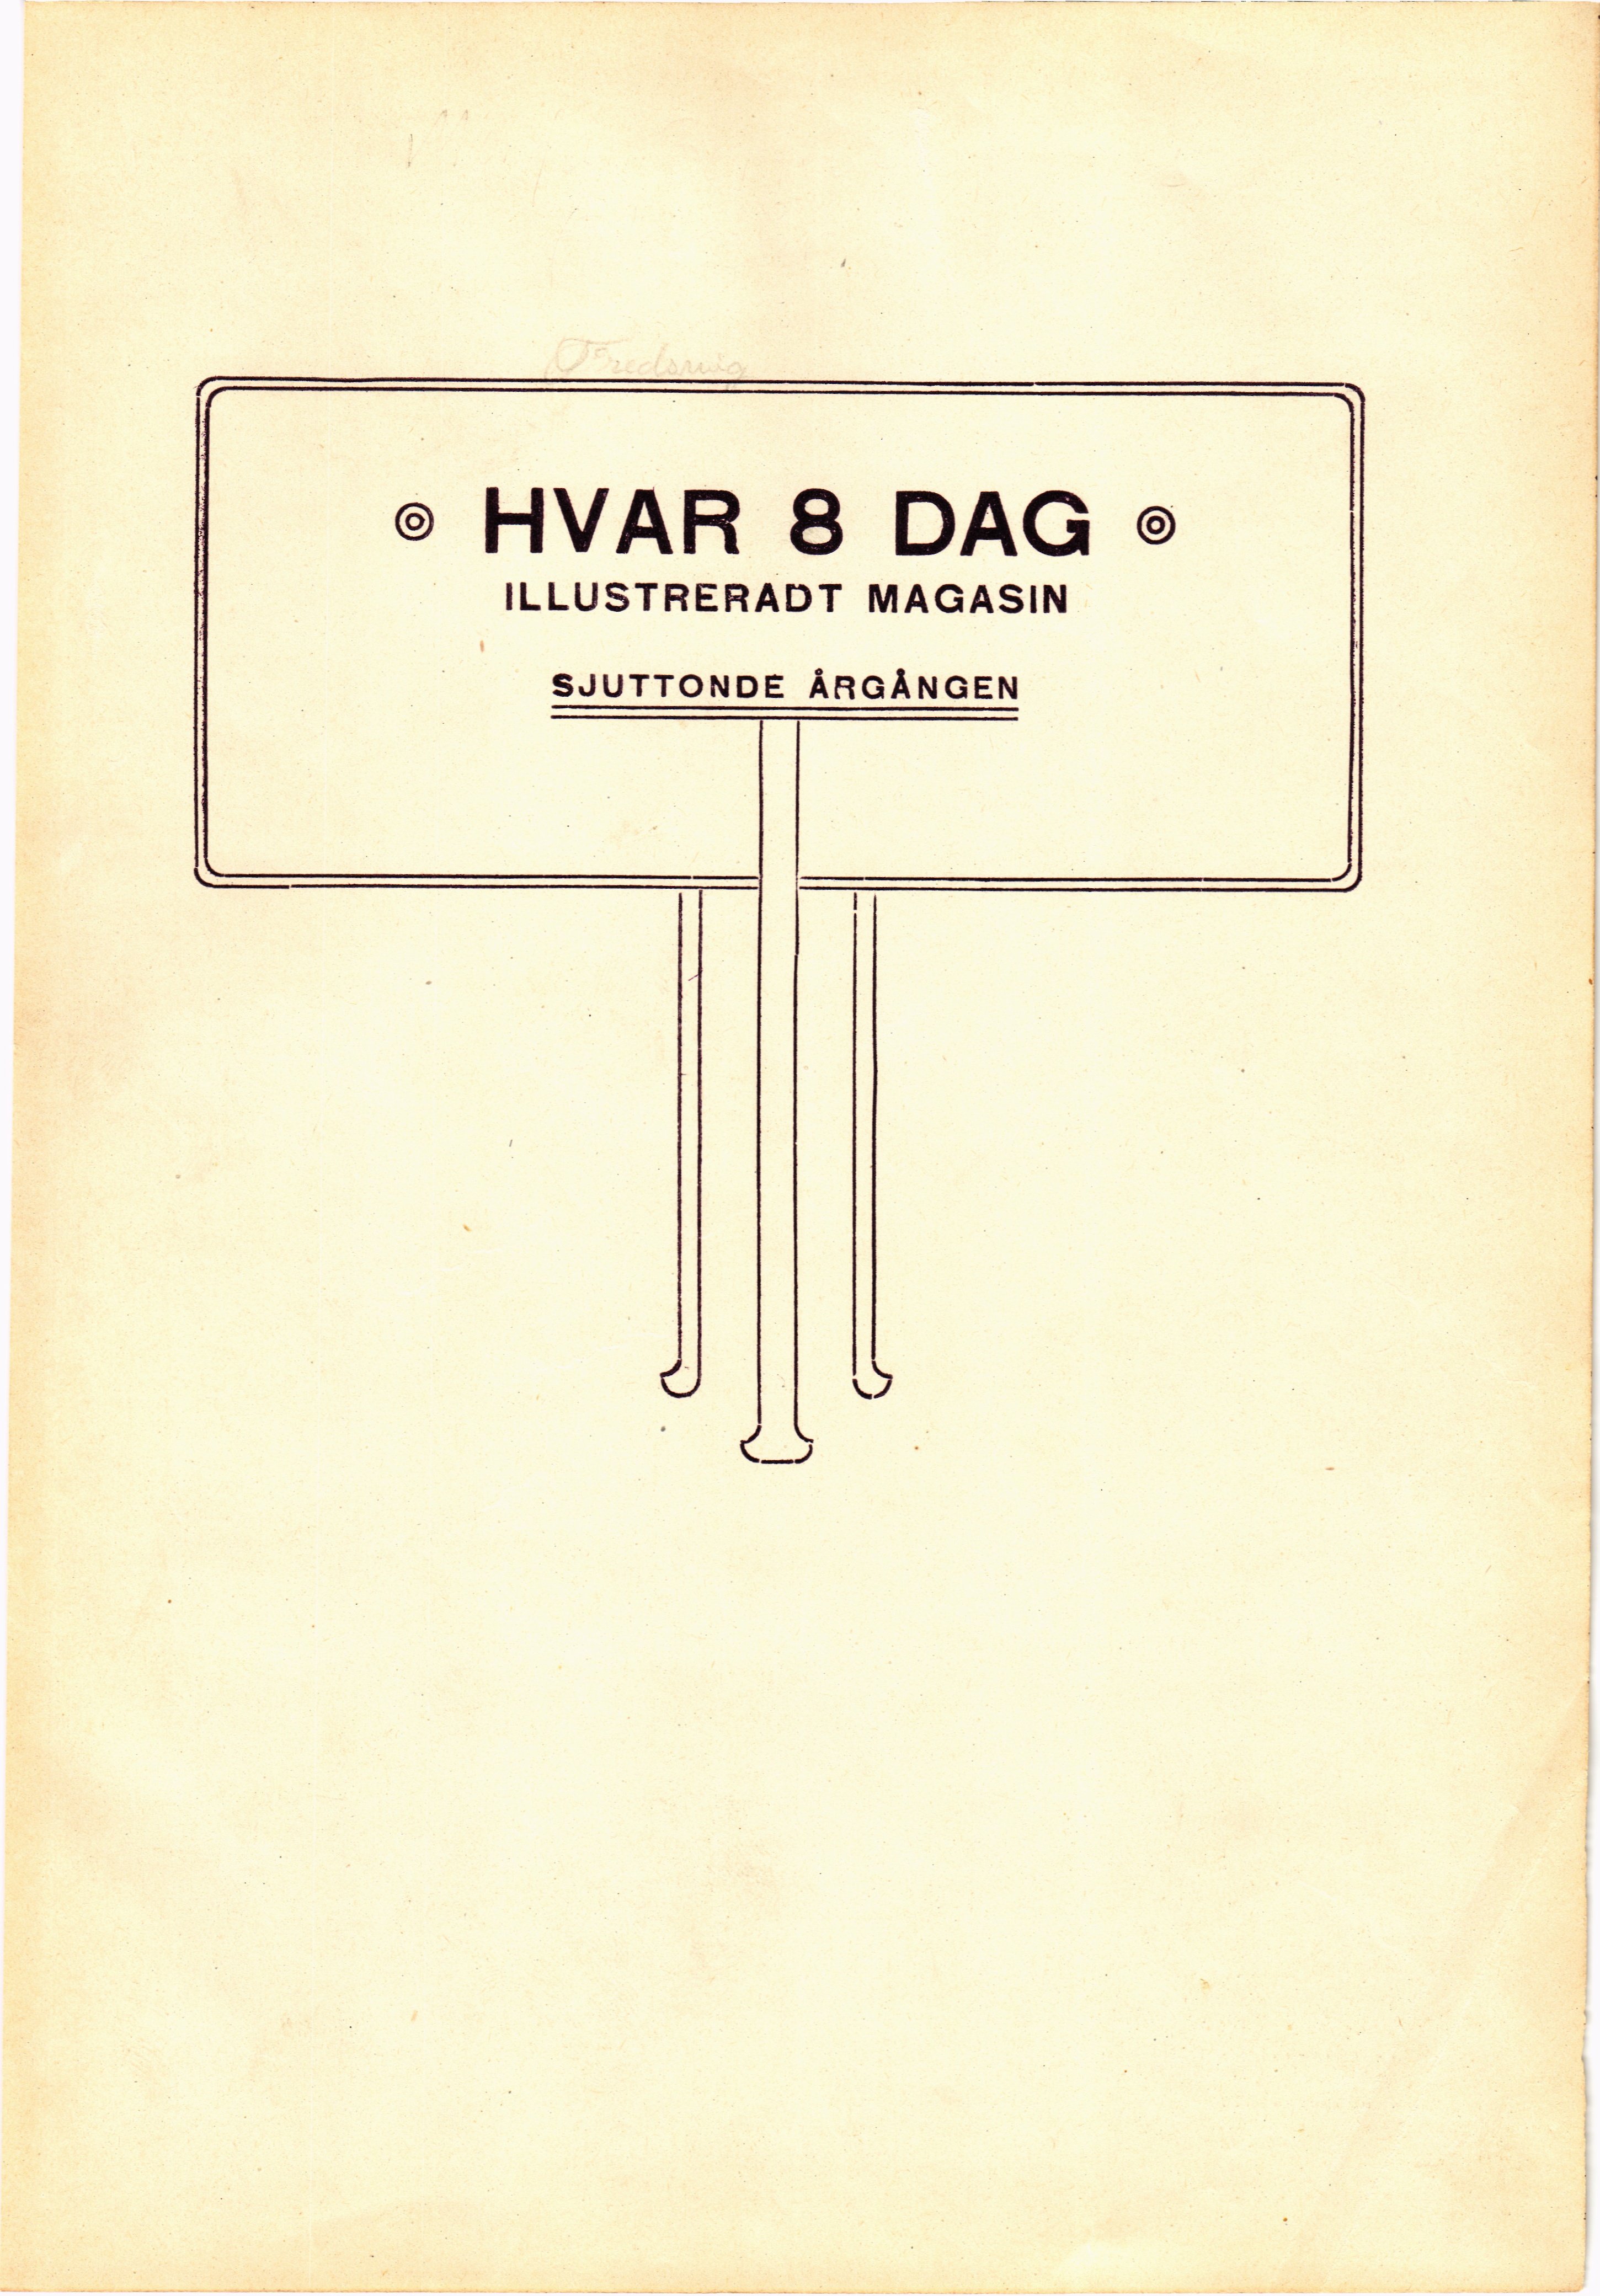 HVAR 8 DAG
ILLUSTRERADT MAGASIN
SJUTTONDE ÅRGÅNGEN